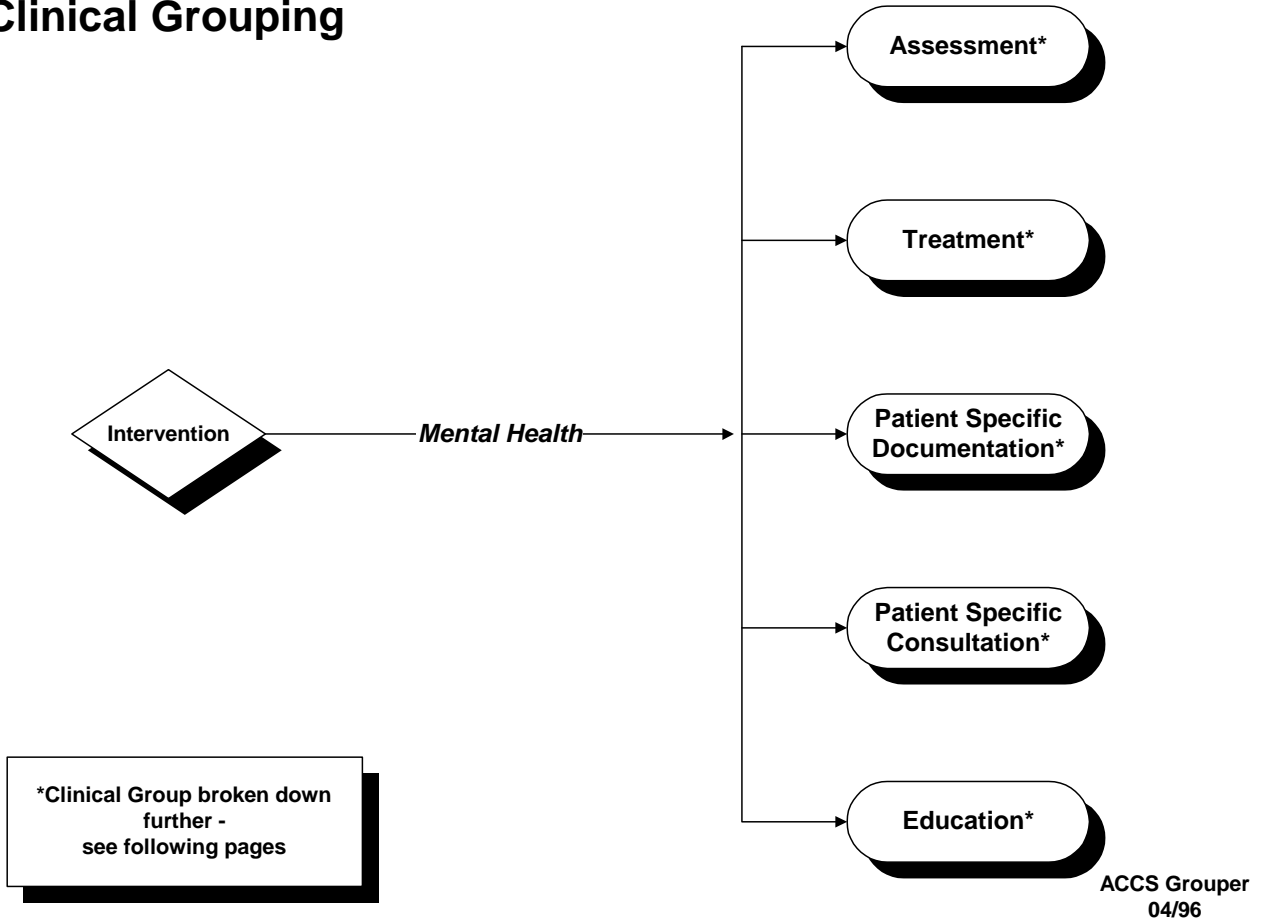 Clinical Grouping
Assessment*
Treatment*
Intervention
Mental Health
Patient Specific
Documentation*
Patient Specific
Consultation*
Education*
*Clinical Group broken down
further -
see following pages
ACCS Grouper
04/96